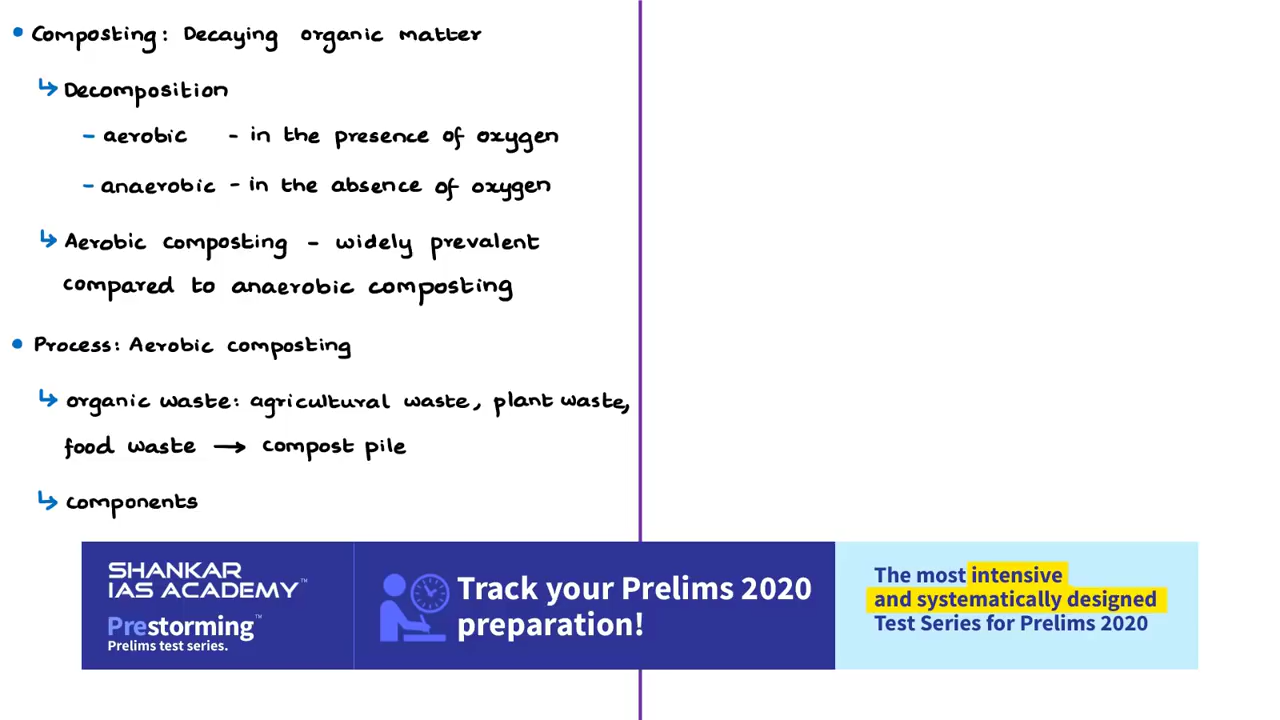 • Composting: Decaying organic matter
↳ Decomposition
- aerobic - in the presence of oxygen
- anaerobic - in the absence of oxygen
↳ Aerobic composting - widely prevalent
compared to anaerobic composting
• Process: Aerobic composting
↳ organic waste: agricultural waste, plant waste,
food waste → compost pile
↳ components
SHANKAR
IAS ACADEMY™
Prestorming™
Prelims test series.
Track your Prelims 2020
preparation!
The most intensive
and systematically designed
Test Series for Prelims 2020